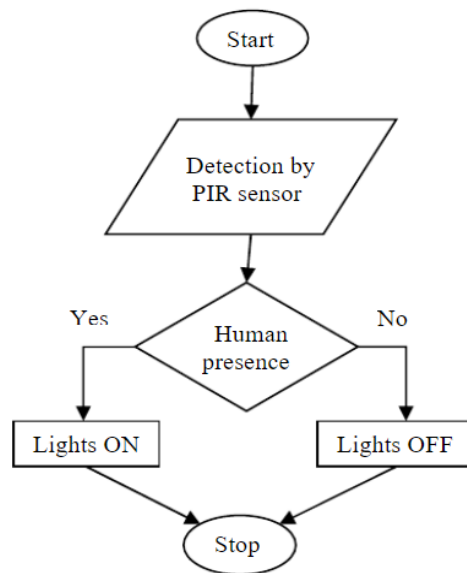 Start
Detection by
PIR sensor
Yes
No
Human
presence
Lights ON
Lights OFF
Stop